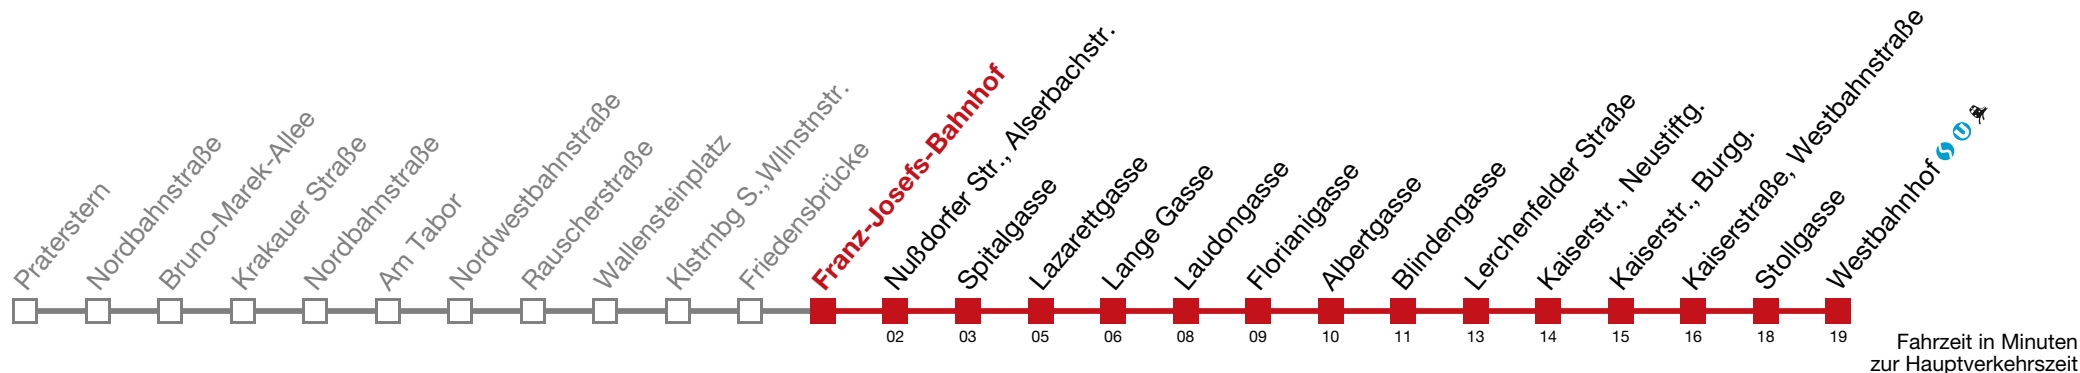 Praterstern
Nordbahnstraße
Bruno-Marek-Allee
Krakauer Straße
Nordbahnstraße
Am Tabor
Nordwestbahnstraße
Rauscherstraße
Wallensteinplatz
Klstrnbg S., Wllnstnstr.
Friedensbrücke
Franz-Josefs-Bahnhof
Nußdorfer Str., Alserbachstr.
Spitalgasse
Lazarettgasse
Lange Gasse
Laudongasse
Florianigasse
Albertgasse
Blindengasse
Lerchenfelder Straße
Kaiserstr., Neustiftg.
Kaiserstr., Burgg.
Kaiserstraße, Westbahnstraße
Stollgasse
Westbahnhof S U
02 03 05 06 08 09 10 11 13 14 15 16 18 19
Fahrzeit in Minuten
zur Hauptverkehrszeit